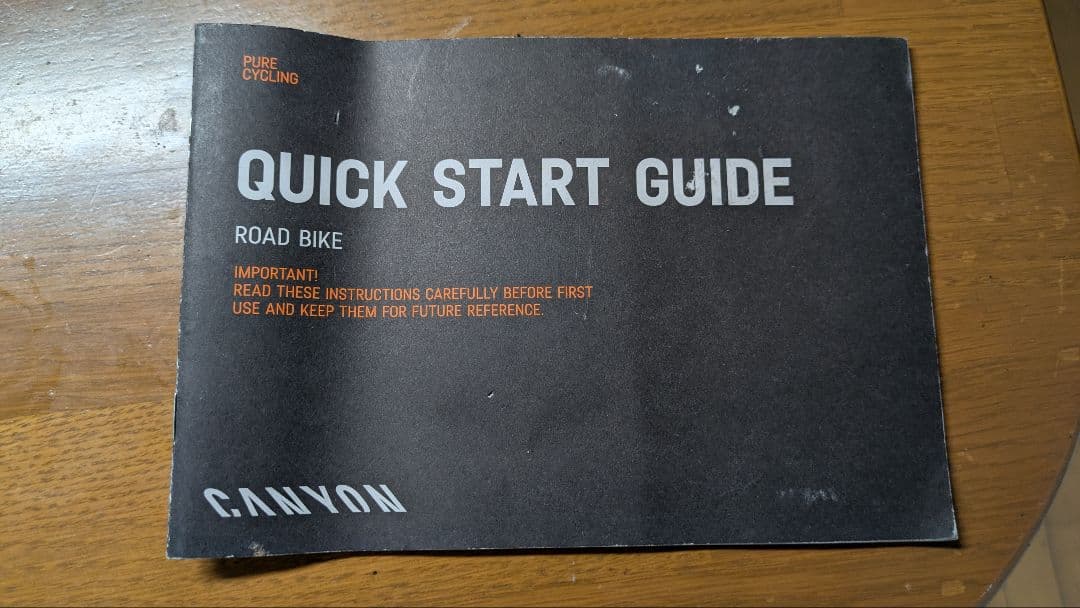 PURE
CYCLING
QUICK START GUIDE
ROAD BIKE
IMPORTANT!
READ THESE INSTRUCTIONS CAREFULLY BEFORE FIRST
USE AND KEEP THEM FOR FUTURE REFERENCE.
CANYON